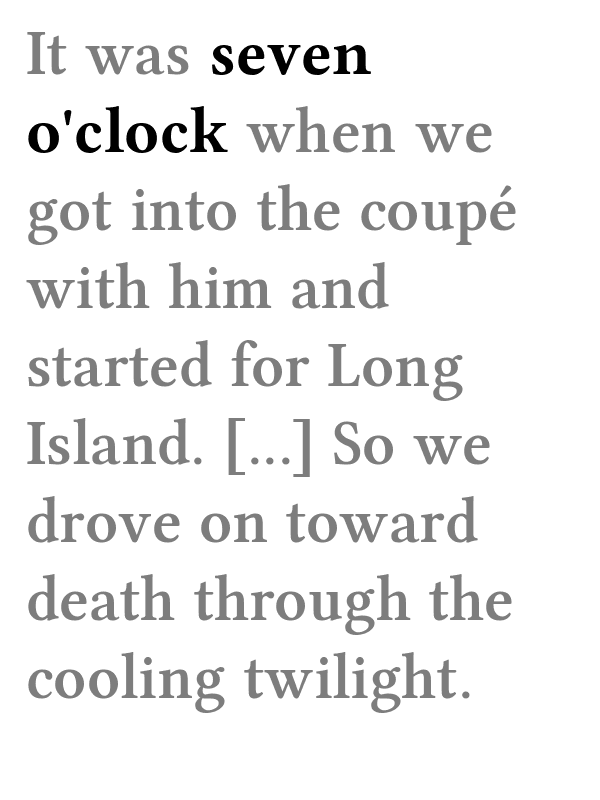 It was seven
o'clock when we
got into the coupé
with him and
started for Long
Island. [...] So we
drove on toward
death through the
cooling twilight.